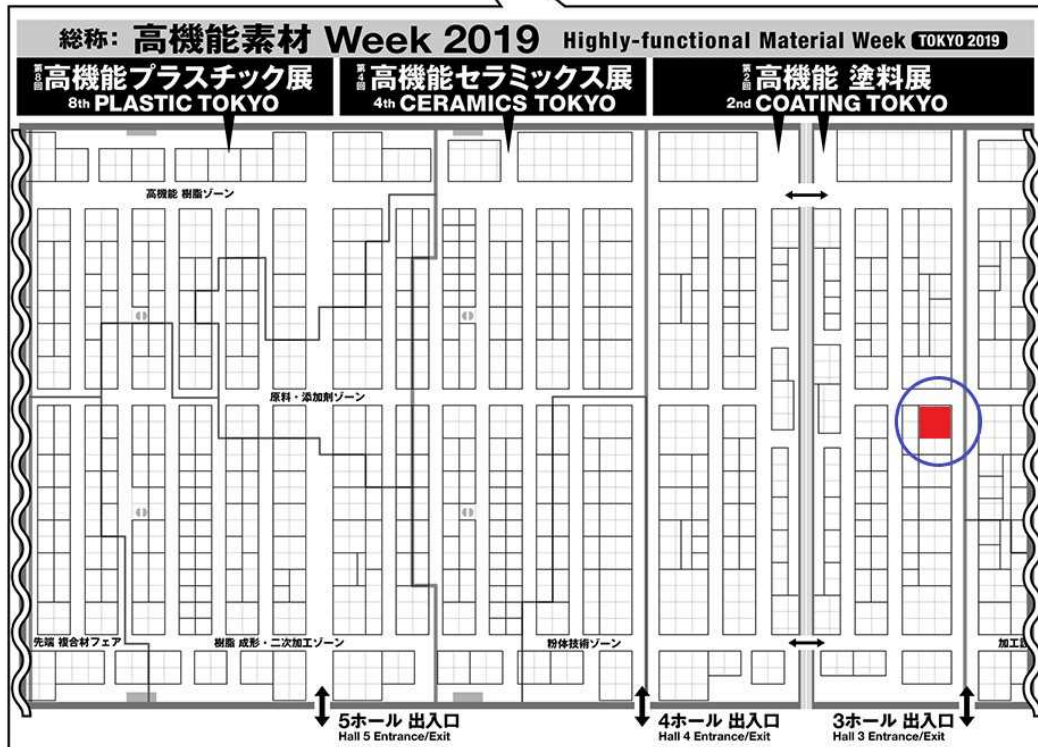 総称: 高機能素材 Week 2019 Highly-functional Material Week TOKYO 2019
第8回 高機能プラスチック展
8th PLASTIC TOKYO
第4回 高機能セラミックス展
4th CERAMICS TOKYO
第2回 高機能 塗料展
2nd COATING TOKYO
高機能 樹脂ゾーン
原料・添加剤ゾーン
先端 複合材フェア
樹脂 成形・二次加工ゾーン
粉体技術ゾーン
加工
5ホール 出入口
Hall 5 Entrance/Exit
4ホール 出入口
Hall 4 Entrance/Exit
3ホール 出入口
Hall 3 Entrance/Exit